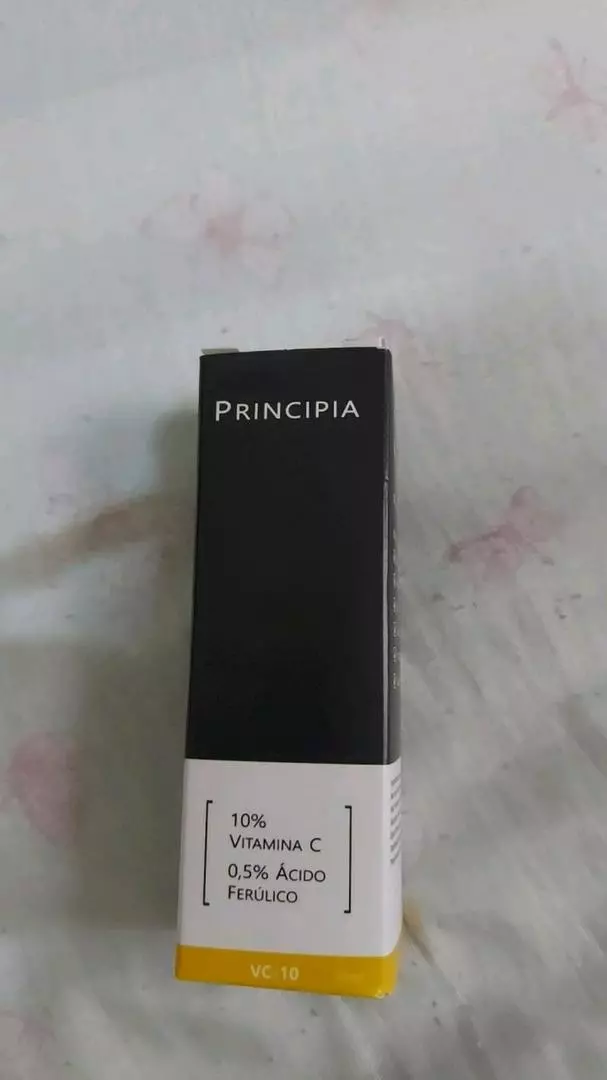 PRINCIPIA
10%
VITAMINA C
0,5% ÁCIDO
FERÚLICO
VC 10